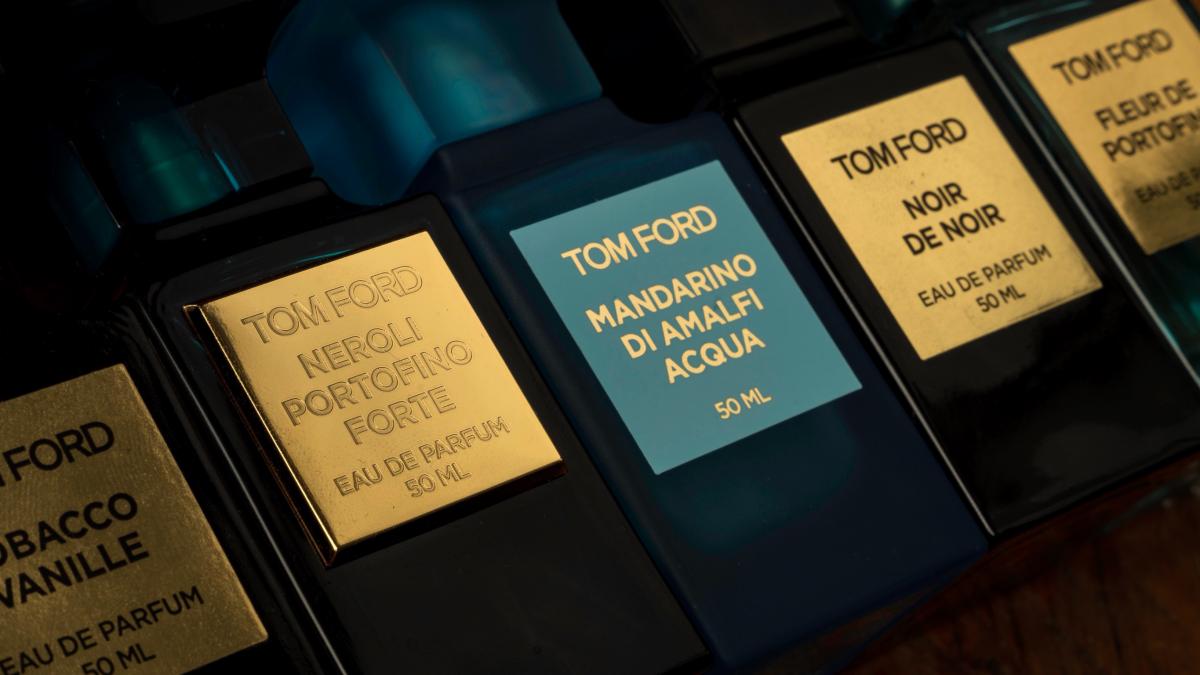 FORD
OBACCO
VANILLE
EAU DE PARFUM
50 ML
TOM FORD
NEROLI
PORTOFINO
FORTE
EAU DE PARFUM
50 ML
TOM FORD
MANDARINO
DI AMALFI
ACQUA
50 ML
TOM FORD
NOIR
DE NOIR
EAU DE PARFUM
50 ML
TOM FORD
FLEUR DE
PORTOFIN
EAU DE